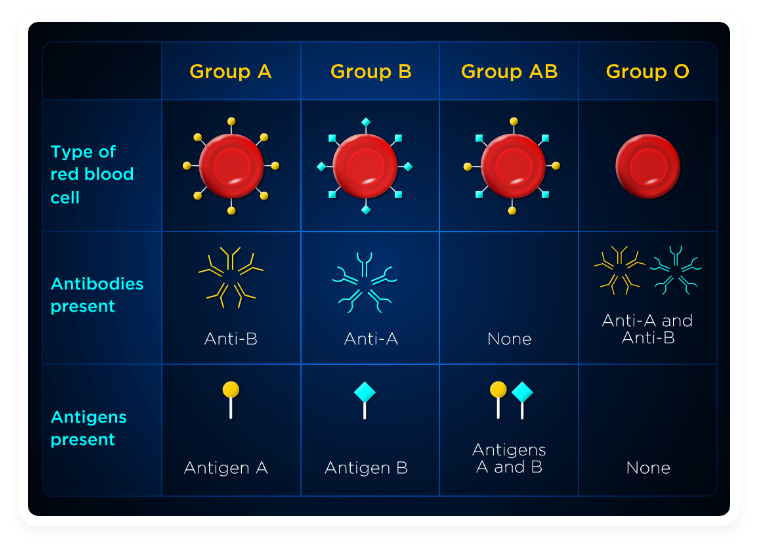 Group A
Group B
Group AB
Group O
Type of
red blood
cell
Antibodies
present
Anti-B
Anti-A
None
Anti-A and
Anti-B
Antigens
present
Antigen A
Antigen B
Antigens
A and B
None